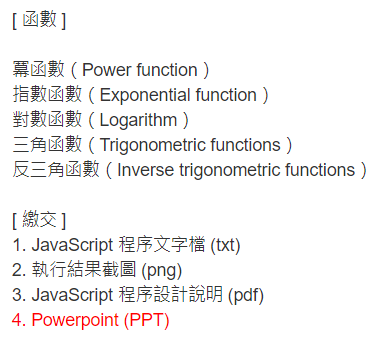 [ 函數 ]
冪函數 ( Power function )
指數函數 ( Exponential function )
對數函數 ( Logarithm )
三角函數 ( Trigonometric functions )
反三角函數 ( Inverse trigonometric functions )
[ 繳交 ]
1. JavaScript 程序文字檔 (txt)
2. 執行結果截圖 (png)
3. JavaScript 程序設計説明 (pdf)
4. Powerpoint (PPT)